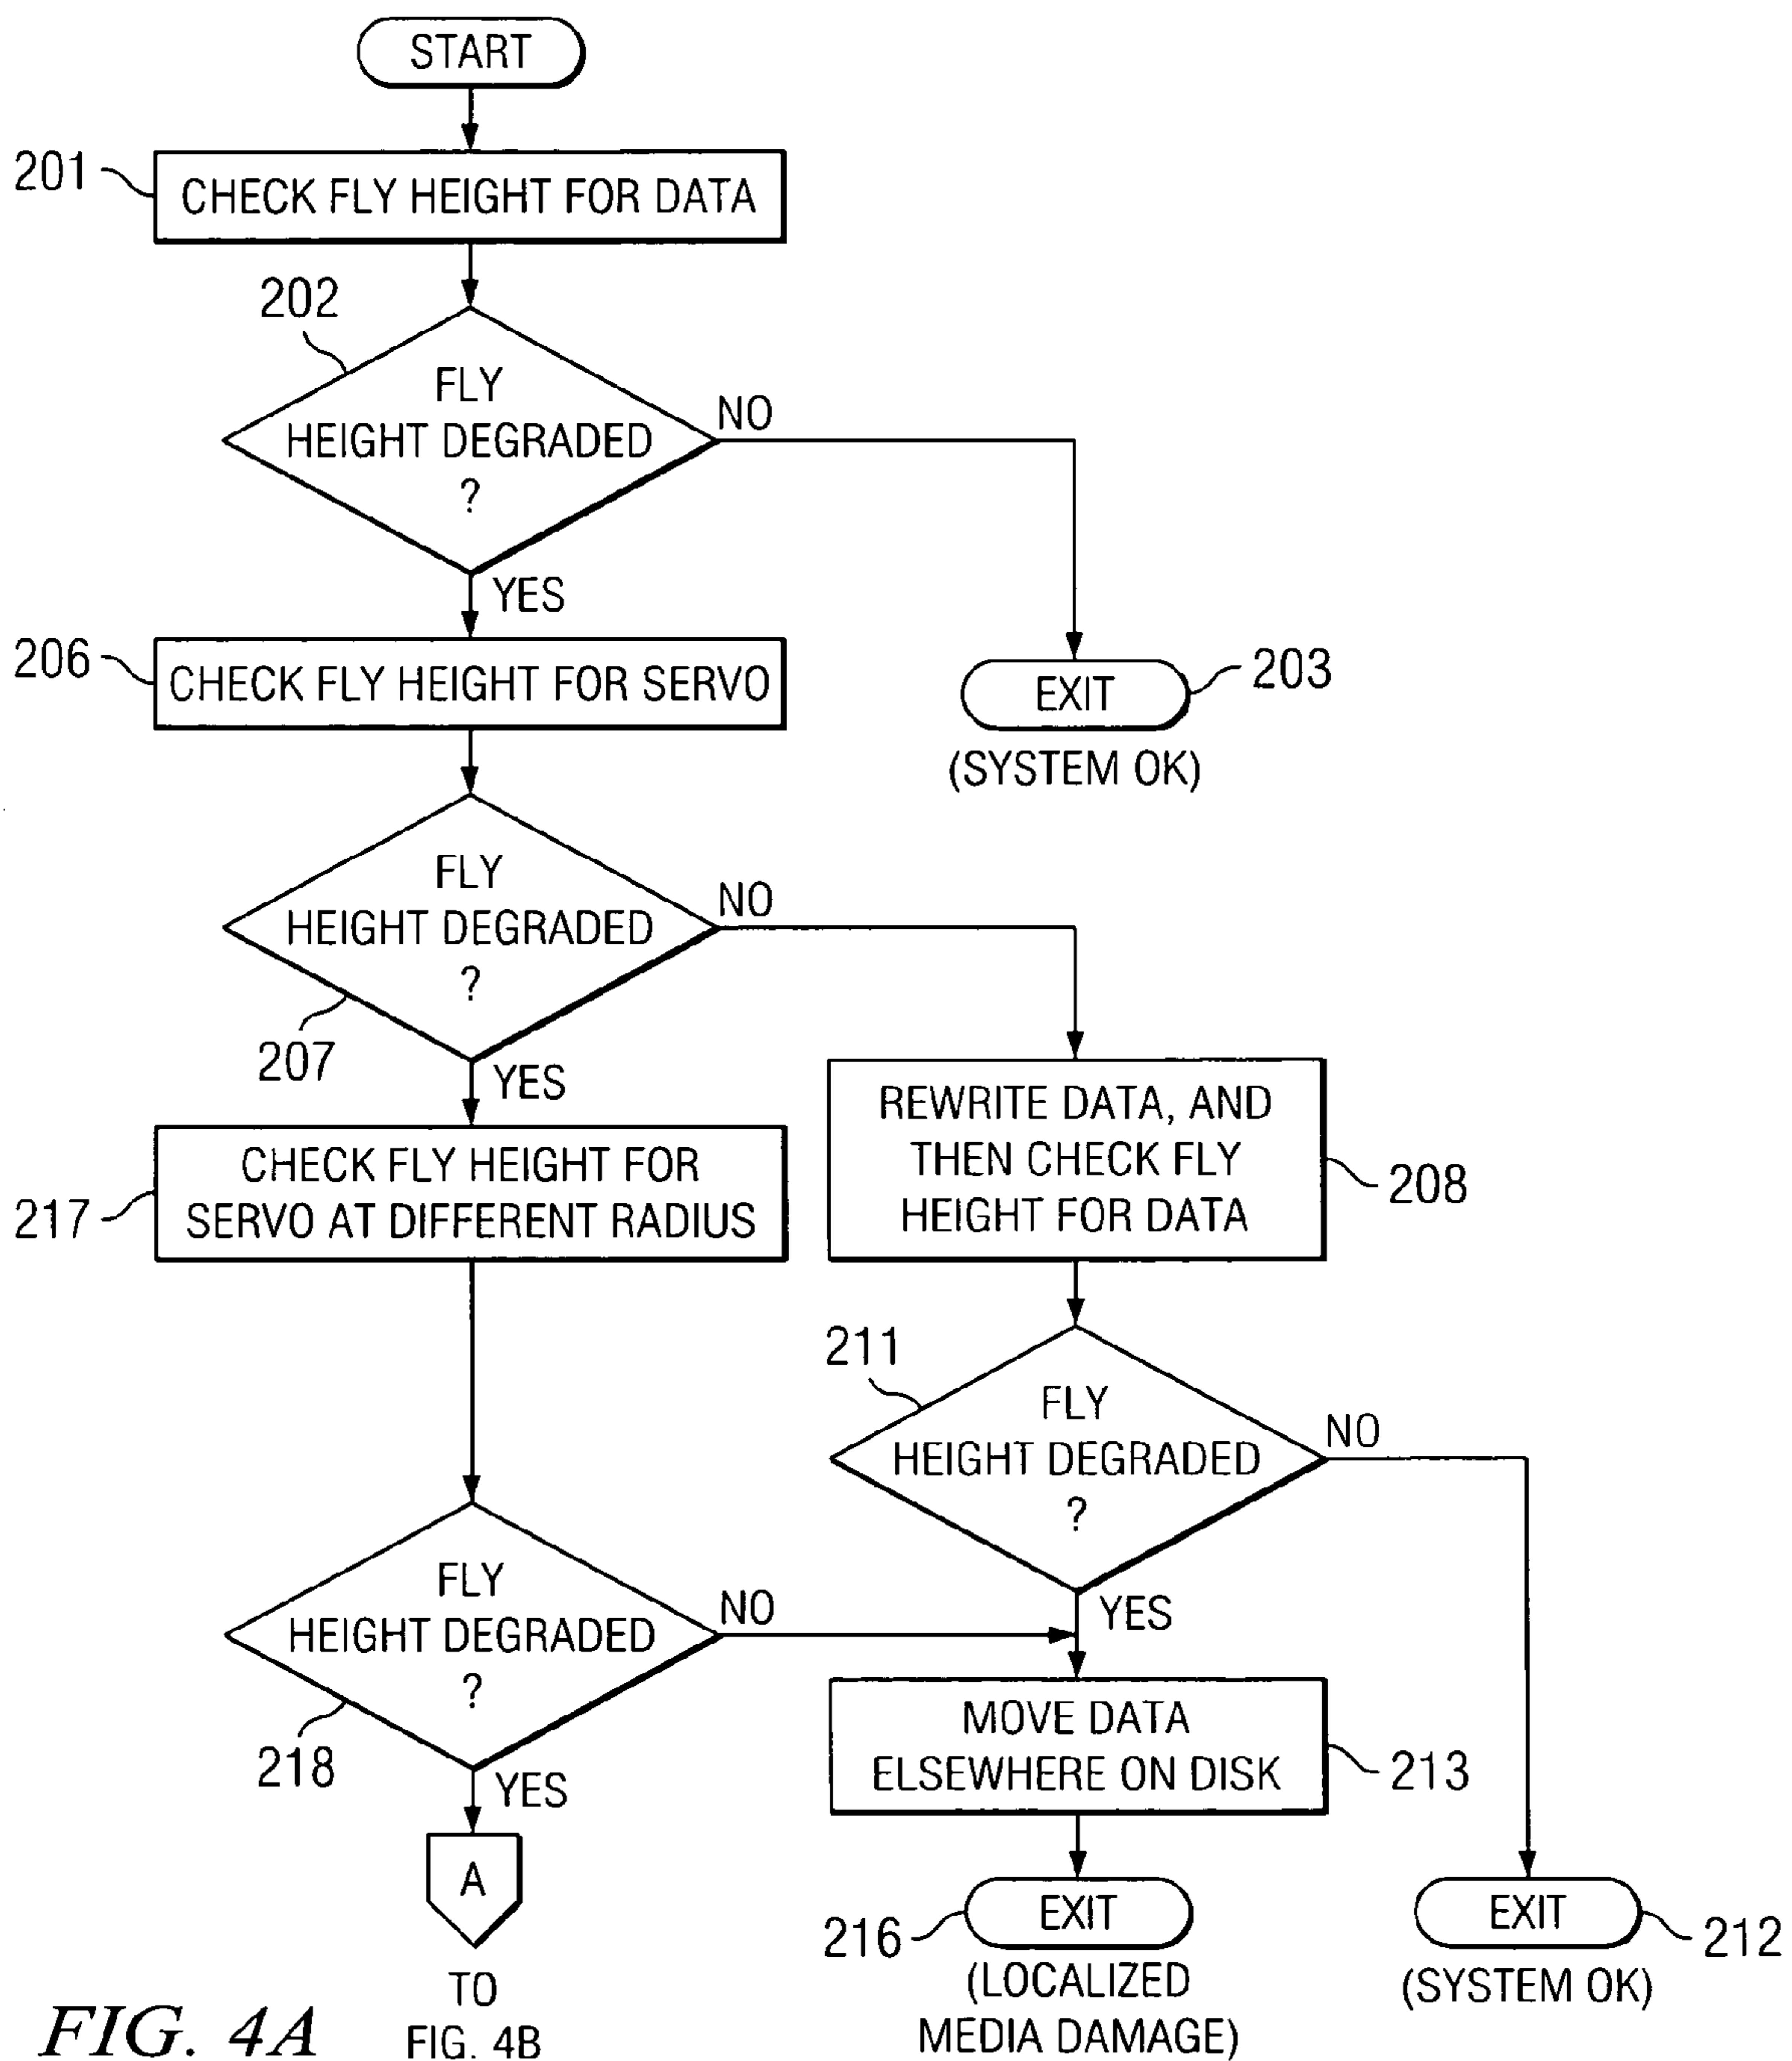 START
201
CHECK FLY HEIGHT FOR DATA
202
FLY
HEIGHT DEGRADED
?
NO
YES
206
CHECK FLY HEIGHT FOR SERVO
EXIT
203
(SYSTEM OK)
FLY
HEIGHT DEGRADED
?
NO
207
YES
217
CHECK FLY HEIGHT FOR
SERVO AT DIFFERENT RADIUS
REWRITE DATA, AND
THEN CHECK FLY
HEIGHT FOR DATA
208
211
FLY
HEIGHT DEGRADED
?
NO
YES
FLY
HEIGHT DEGRADED
?
NO
218
YES
MOVE DATA
ELSEWHERE ON DISK
213
A
TO
FIG. 4B
216
EXIT
(LOCALIZED
MEDIA DAMAGE)
EXIT
212
(SYSTEM OK)
FIG. 4A